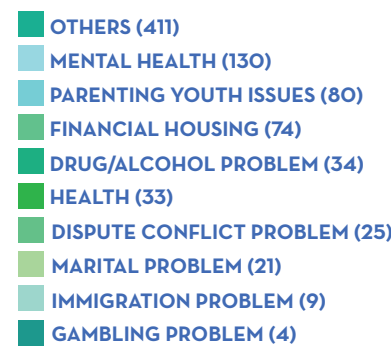 OTHERS (411)
MENTAL HEALTH (130)
PARENTING YOUTH ISSUES (80)
FINANCIAL HOUSING (74)
DRUG/ALCOHOL PROBLEM (34)
HEALTH (33)
DISPUTE CONFLICT PROBLEM (25)
MARITAL PROBLEM (21)
IMMIGRATION PROBLEM (9)
GAMBLING PROBLEM (4)